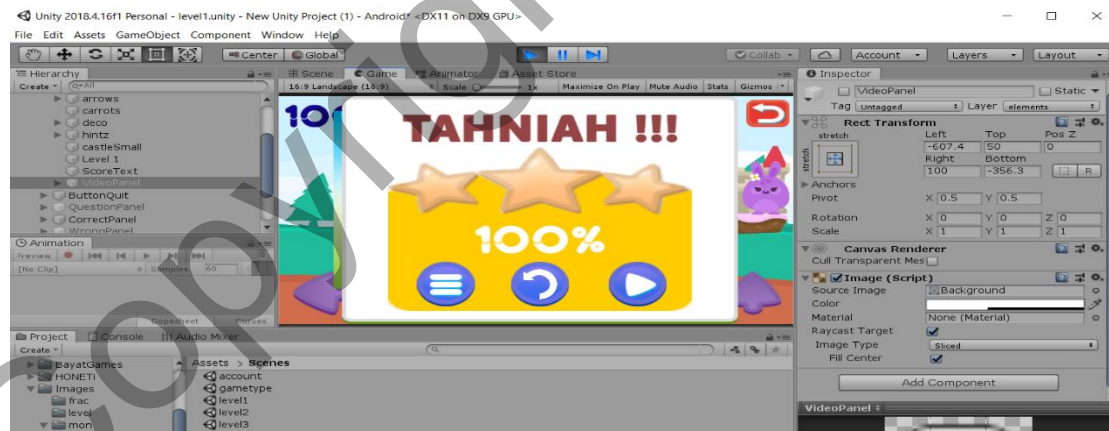 Unity 2018.4.16f1 Personal - level1.unity - New Unity Project (1) - Android* <DX11 on DX9 GPU>
File Edit Assets GameObject Component Window Help
Center Global Collab Account Layers Layout
Hierarchy
Create All
arrows
carrots
deco
hintz
castleSmall
Level 1
ScoreText
VideoPanel
ButtonQuit
QuestionPanel
CorrectPanel
WrongPanel
Animation
Preview
[No Clip] Samples 60
Dopesheet Curves
Scene Game Animator Asset Store
16:9 Landscape (16:9) Scale 1x Maximize On Play Mute Audio Stats Gizmos
TAHNIAH !!!
100%
Project Console Audio Mixer
Create
BayatGames
HONETi
Images
frac
level
mon
Assets > Scenes
account
gametype
level1
level2
level3
Inspector
VideoPanel Static
Tag Untagged Layer elements
Rect Transform
stretch Left Top Pos Z
stretch -607.4 50 0
Right Bottom
100 -356.3 R
Anchors
Pivot X 0.5 Y 0.5
Rotation X 0 Y 0 Z 0
Scale X 1 Y 1 Z 1
Canvas Renderer
Cull Transparent Mes
Image (Script)
Source Image Background
Color
Material None (Material)
Raycast Target
Image Type Sliced
Fill Center
Add Component
VideoPanel
Copyrig